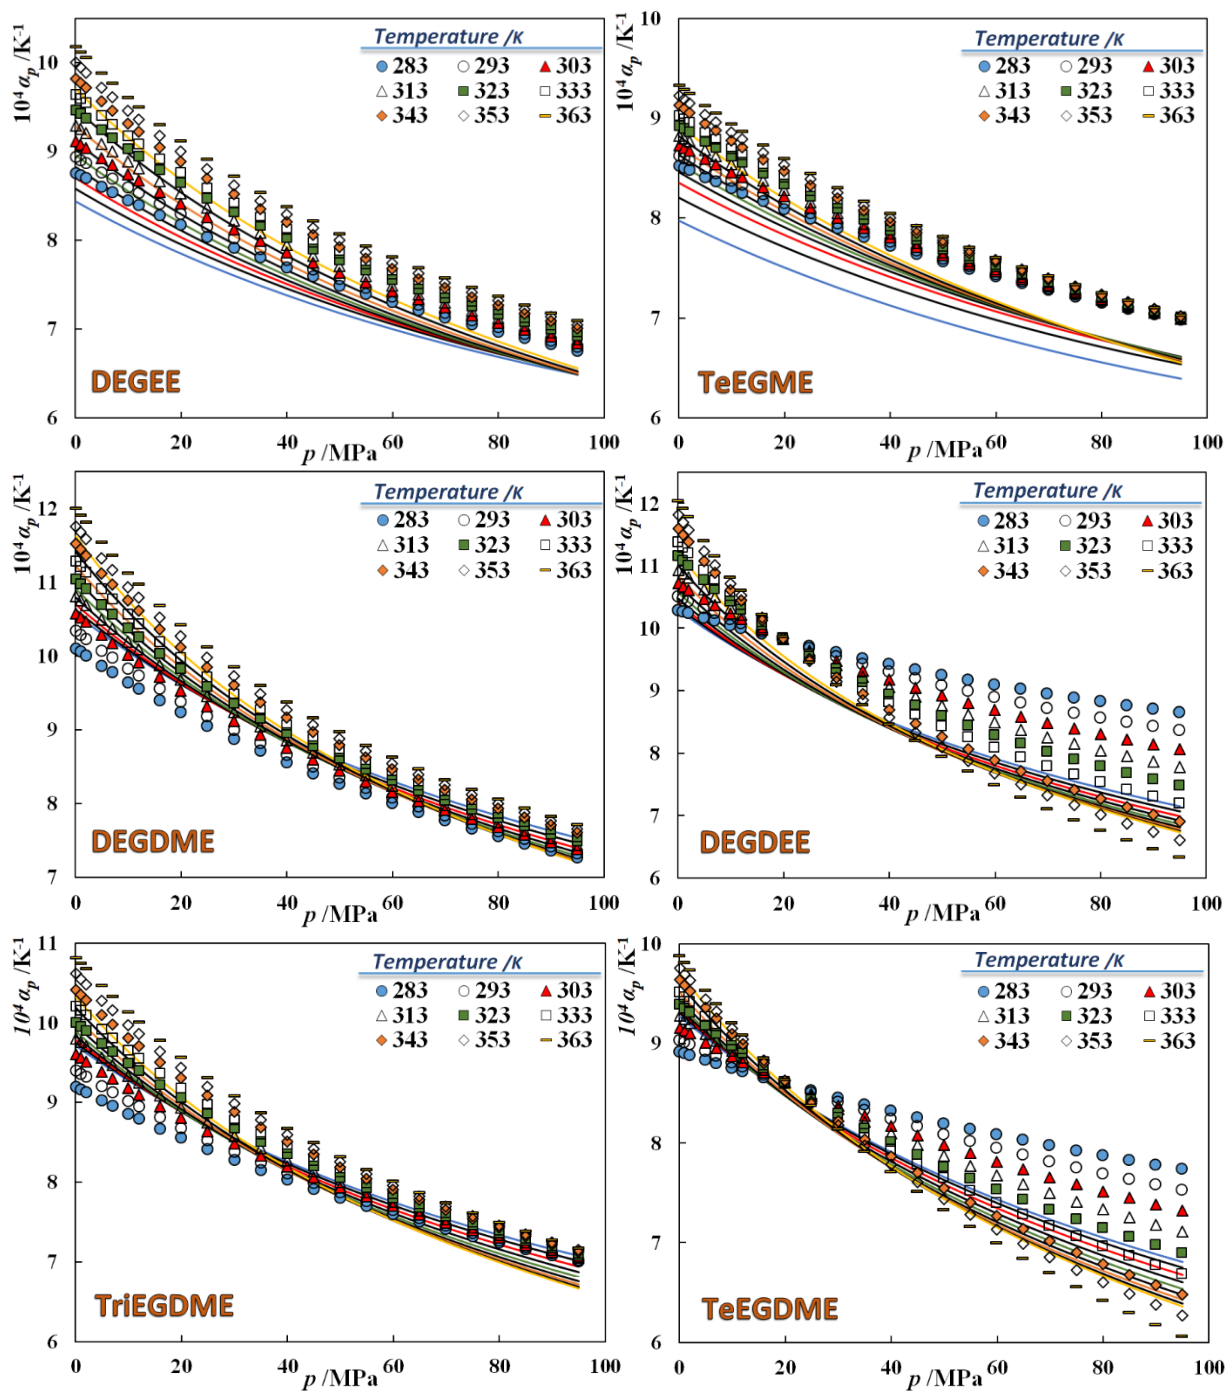 10⁴ αₚ /K⁻¹
Temperature /K
283 293 303
313 323 333
343 353 363
10
9
8
7
6
DEGEE
0 20 40 60 80 100
p /MPa
10⁴ αₚ /K⁻¹
Temperature /K
283 293 303
313 323 333
343 353 363
10
9
8
7
6
TeEGME
0 20 40 60 80 100
p /MPa
10⁴ αₚ /K⁻¹
Temperature /K
283 293 303
313 323 333
343 353 363
12
11
10
9
8
7
DEGDME
0 20 40 60 80 100
p /MPa
10⁴ αₚ /K⁻¹
Temperature /K
283 293 303
313 323 333
343 353 363
12
11
10
9
8
7
6
DEGDEE
0 20 40 60 80 100
p /MPa
10⁴ αₚ /K⁻¹
Temperature /K
283 293 303
313 323 333
343 353 363
11
10
9
8
7
6
TriEGDME
0 20 40 60 80 100
p /MPa
10⁴ αₚ /K⁻¹
Temperature /K
283 293 303
313 323 333
343 353 363
10
9
8
7
6
TeEGDME
0 20 40 60 80 100
p /MPa